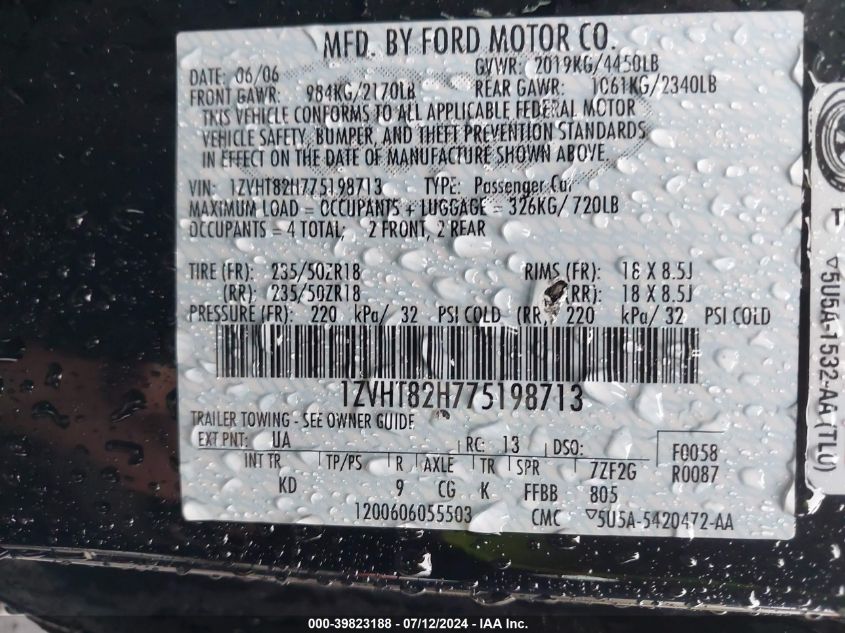 MFD. BY FORD MOTOR CO.
DATE: 06/06 GVWR: 2019KG/4450LB
FRONT GAWR: 984KG/2170LB REAR GAWR: 1061KG/2340LB
THIS VEHICLE CONFORMS TO ALL APPLICABLE FEDERAL MOTOR
VEHICLE SAFETY, BUMPER, AND THEFT PREVENTION STANDARDS
IN EFFECT ON THE DATE OF MANUFACTURE SHOWN ABOVE.
VIN: 1ZVHT82H775198713 TYPE: Passenger Car
MAXIMUM LOAD = OCCUPANTS + LUGGAGE = 326KG/720LB
OCCUPANTS = 4 TOTAL; 2 FRONT, 2 REAR
TIRE (FR): 235/50ZR18 RIMS (FR): 18 X 8.5J
(RR): 235/50ZR18 (RR): 18 X 8.5J
PRESSURE (FR): 220 kPa/ 32 PSI COLD (RR) 220 kPa/ 32 PSI COLD
1ZVHT82H775198713
TRAILER TOWING - SEE OWNER GUIDE
EXT PNT: UA RC: 13 DSO: F0058
INT TR TP/PS R AXLE TR SPR 7ZF2G R0087
KD 9 CG K FFBB 805
1200606055503 CMC ▽5U5A-5420472-AA
▽5U5A-1532-AA (TLU)
000-39823188 - 07/12/2024 - IAA Inc.